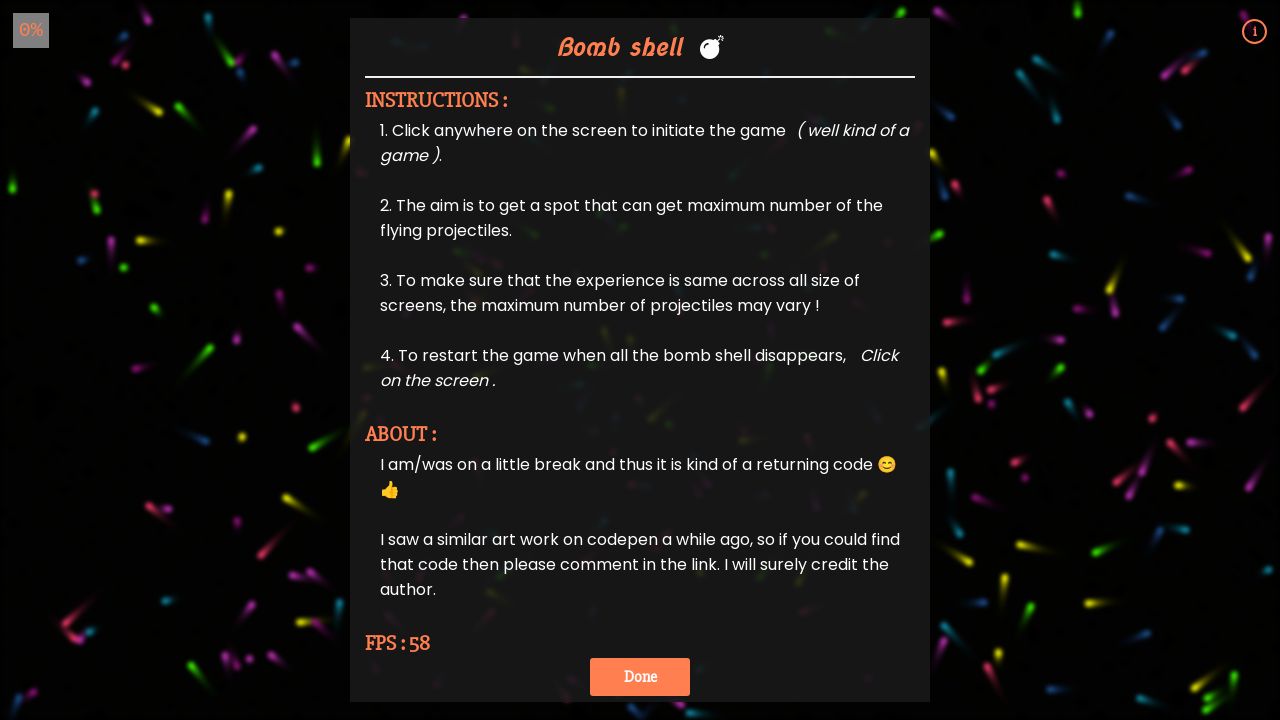 0%
i
Bomb shell 💣
INSTRUCTIONS :
1. Click anywhere on the screen to initiate the game ( well kind of a
game ).
2. The aim is to get a spot that can get maximum number of the
flying projectiles.
3. To make sure that the experience is same across all size of
screens, the maximum number of projectiles may vary !
4. To restart the game when all the bomb shell disappears, Click
on the screen .
ABOUT :
I am/was on a little break and thus it is kind of a returning code 😊
👍
I saw a similar art work on codepen a while ago, so if you could find
that code then please comment in the link. I will surely credit the
author.
FPS : 58
Done